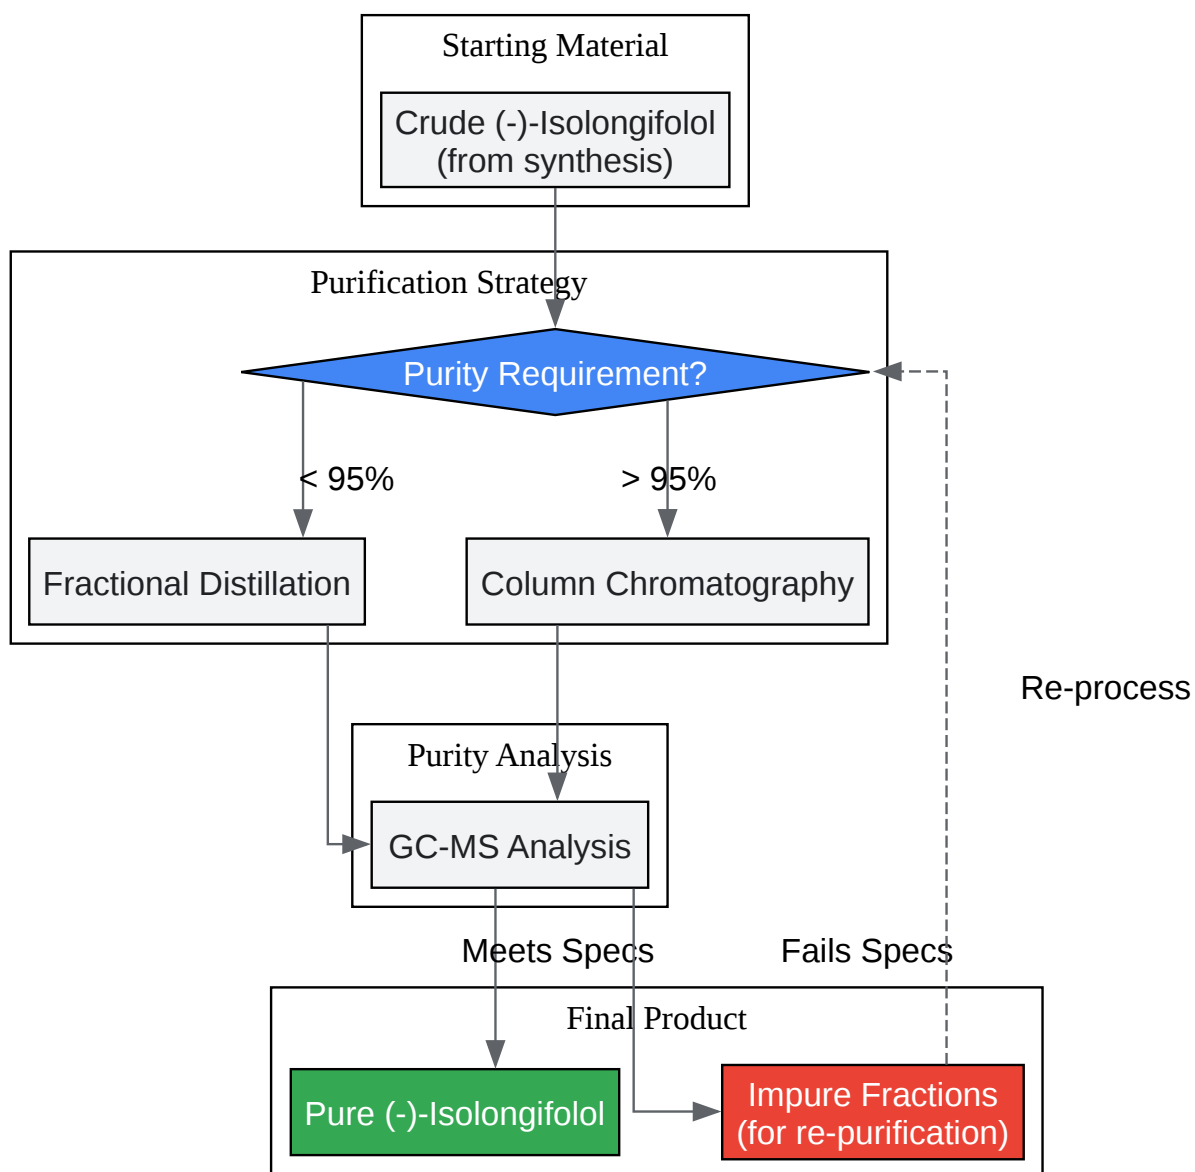 Starting Material
Crude (-)-Isolongifolol
(from synthesis)
Purification Strategy
Purity Requirement?
< 95%
> 95%
Fractional Distillation
Column Chromatography
Re-process
Purity Analysis
GC-MS Analysis
Meets Specs
Fails Specs
Final Product
Pure (-)-Isolongifolol
Impure Fractions
(for re-purification)